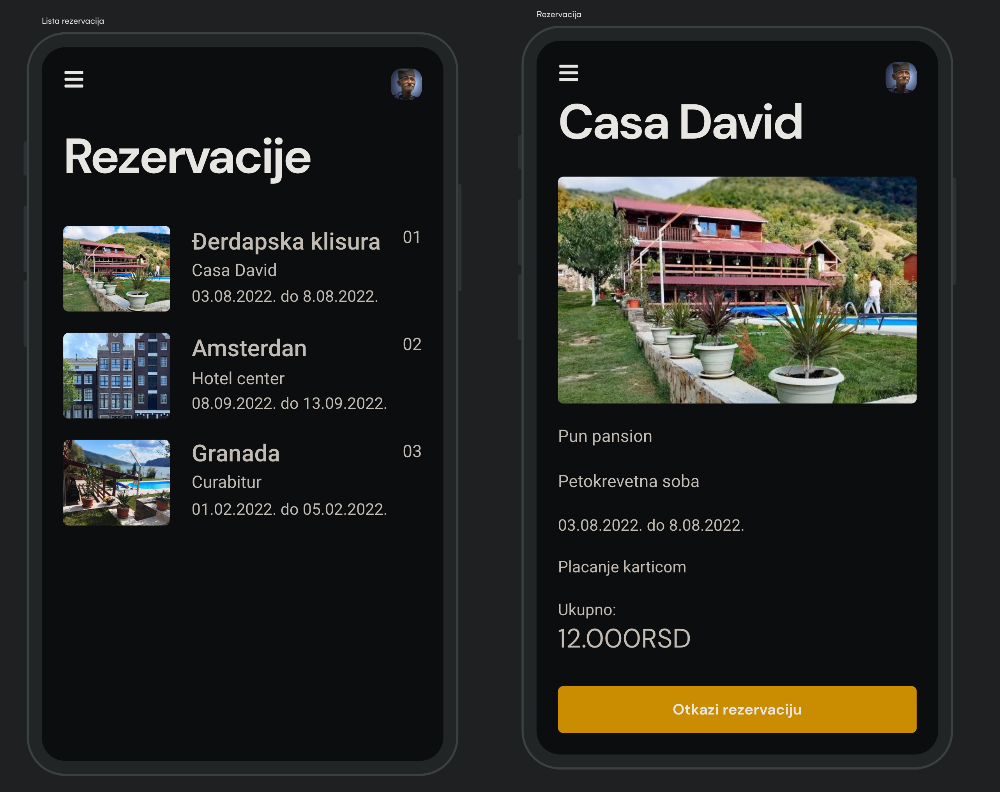 Lista rezervacija
Rezervacije
Đerdapska klisura
01
Casa David
03.08.2022. do 8.08.2022.
Amsterdan
02
Hotel center
08.09.2022. do 13.09.2022.
Granada
03
Curabitur
01.02.2022. do 05.02.2022.
Rezervacija
Casa David
Pun pansion
Petokrevetna soba
03.08.2022. do 8.08.2022.
Placanje karticom
Ukupno:
12.000RSD
Otkazi rezervaciju